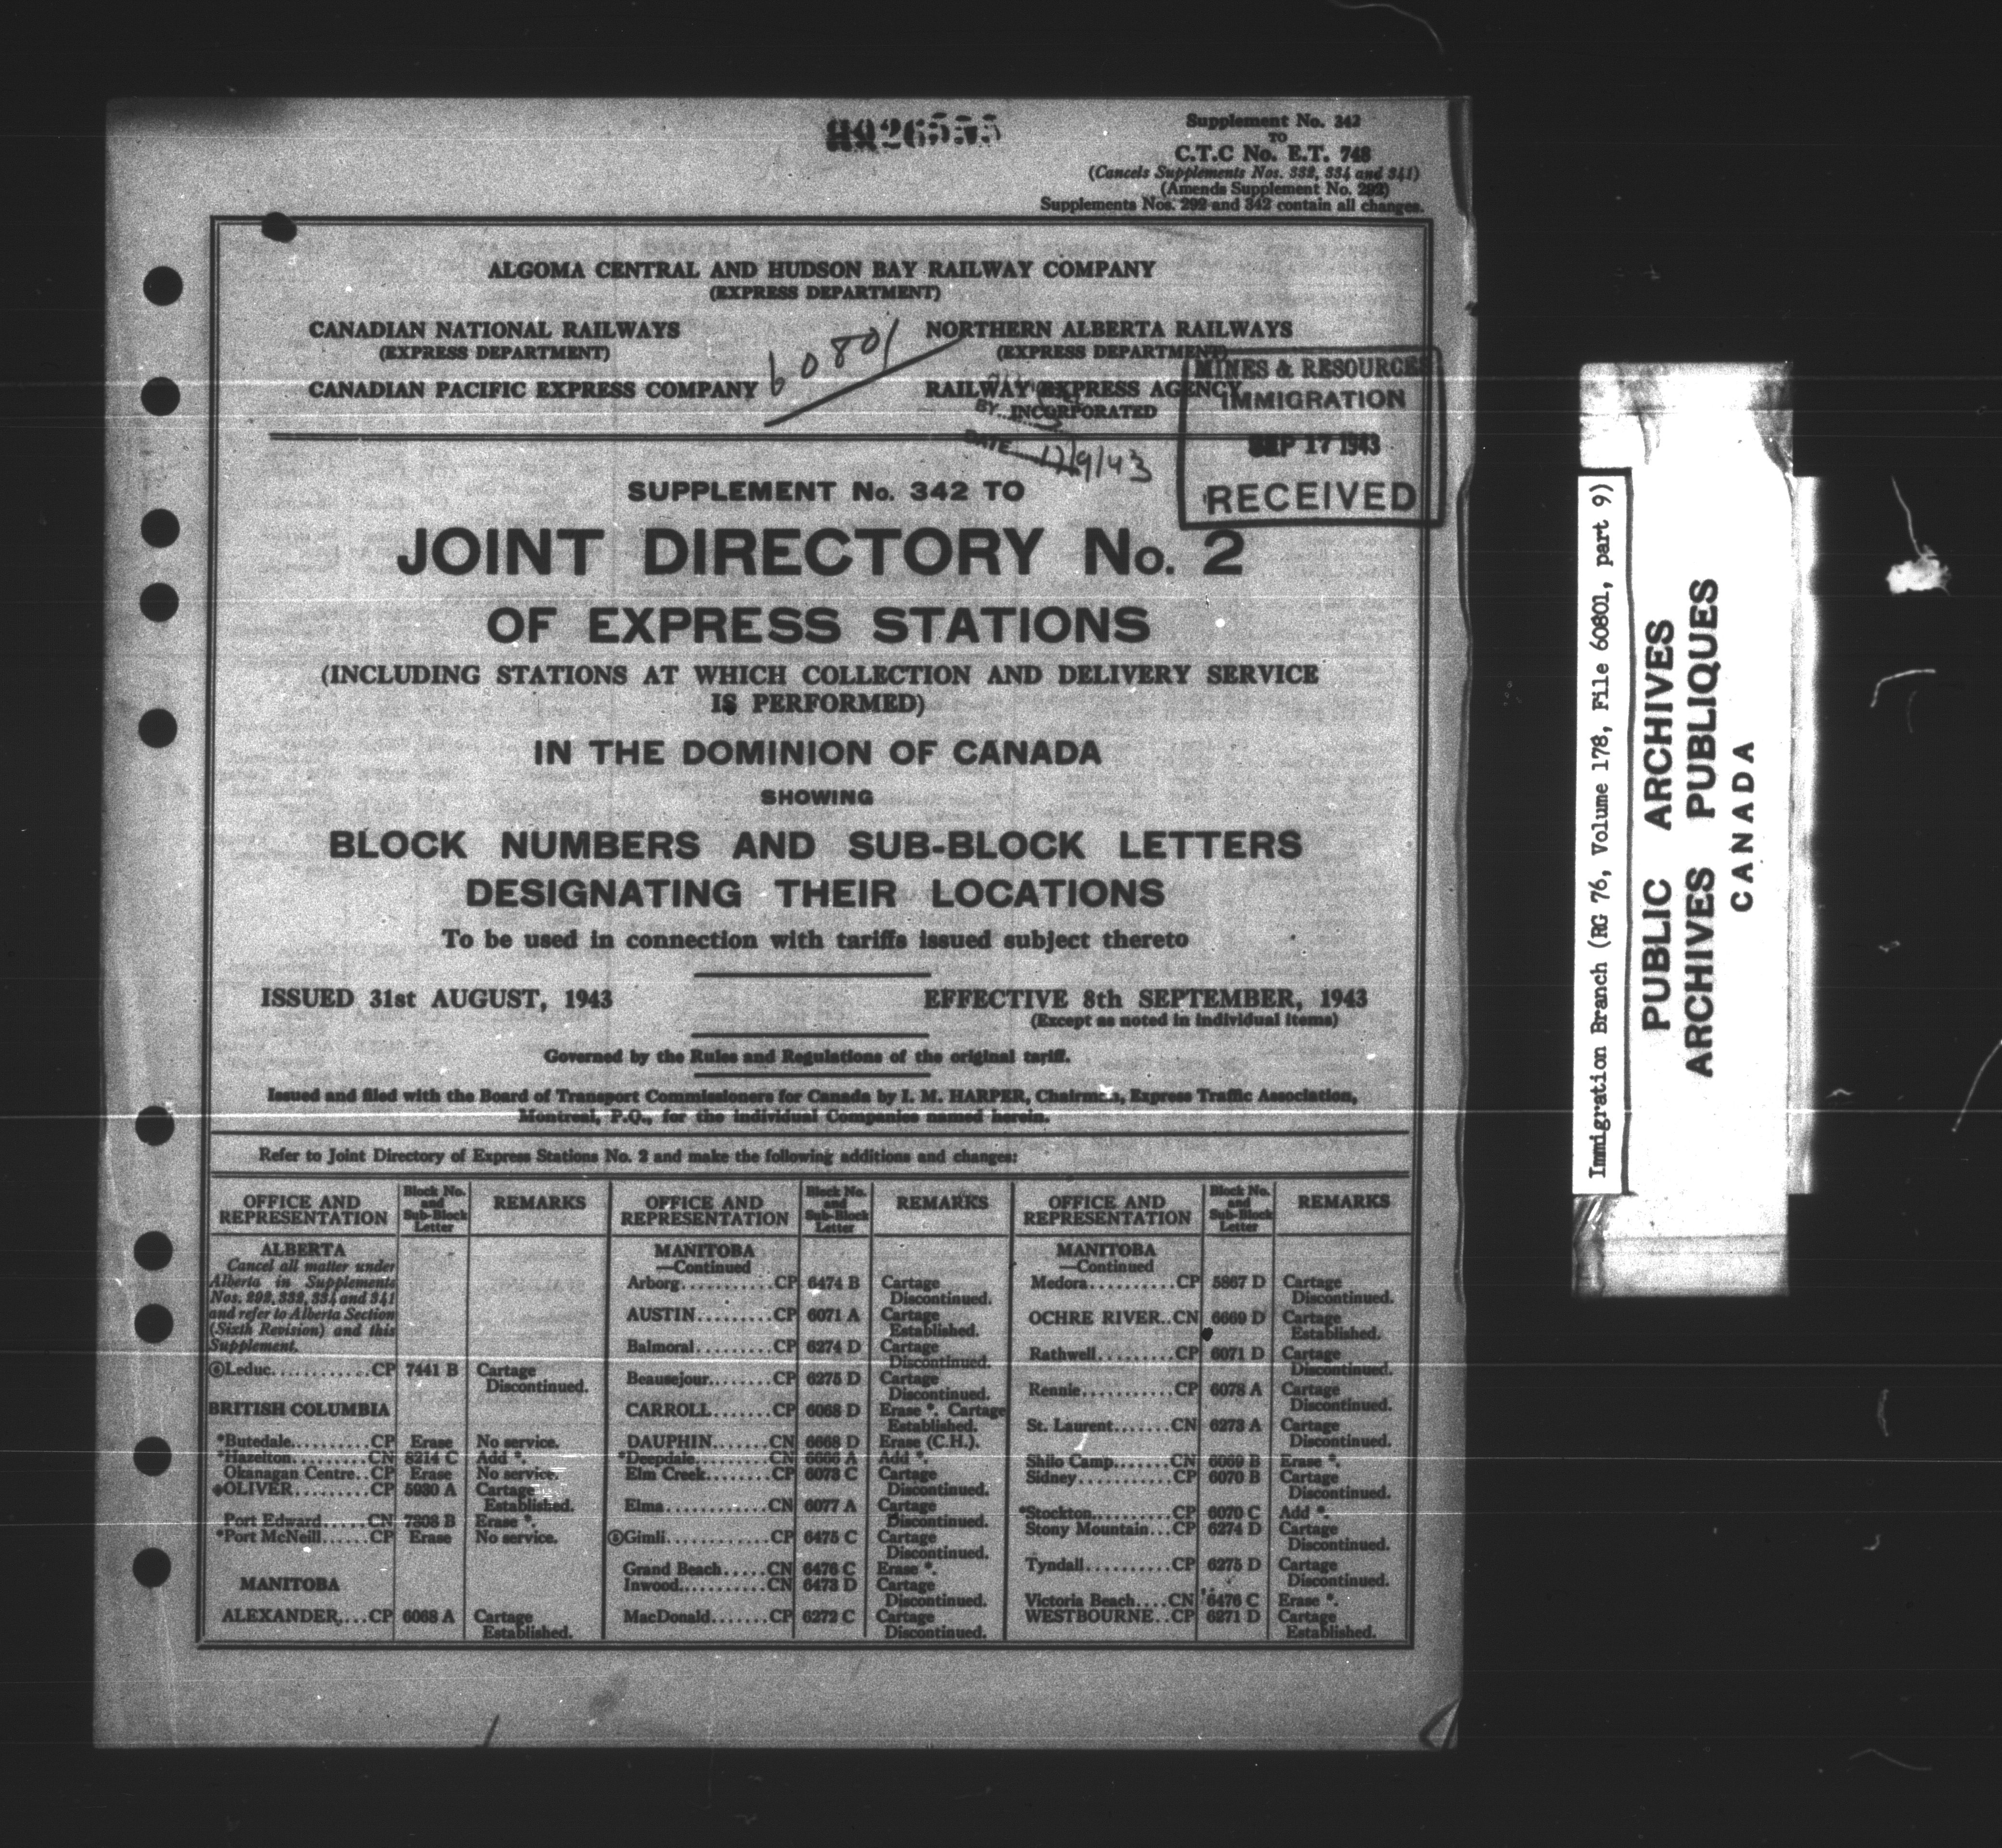 HQ26555
Supplement No. 342
TO
C.T.C No. E.T. 748
(Cancels Supplements Nos. 332, 334 and 341)
(Amends Supplement No. 292)
Supplements Nos. 292 and 342 contain all changes.
ALGOMA CENTRAL AND HUDSON BAY RAILWAY COMPANY
(EXPRESS DEPARTMENT)
CANADIAN NATIONAL RAILWAYS
(EXPRESS DEPARTMENT)
CANADIAN PACIFIC EXPRESS COMPANY
60801
NORTHERN ALBERTA RAILWAYS
(EXPRESS DEPARTMENT)
RAILWAY EXPRESS AGENCY
INCORPORATED
BY
DATE 17/9/43
MINES & RESOURCES
IMMIGRATION
SEP 17 1943
RECEIVED
SUPPLEMENT No. 342 TO
JOINT DIRECTORY No. 2
OF EXPRESS STATIONS
(INCLUDING STATIONS AT WHICH COLLECTION AND DELIVERY SERVICE
IS PERFORMED)
IN THE DOMINION OF CANADA
SHOWING
BLOCK NUMBERS AND SUB-BLOCK LETTERS
DESIGNATING THEIR LOCATIONS
To be used in connection with tariffs issued subject thereto
ISSUED 31st AUGUST, 1943
EFFECTIVE 8th SEPTEMBER, 1943
(Except as noted in individual items)
Governed by the Rules and Regulations of the original tariff.
Issued and filed with the Board of Transport Commissioners for Canada by I. M. HARPER, Chairman, Express Traffic Association,
Montreal, P.Q., for the individual Companies named herein.
Refer to Joint Directory of Express Stations No. 2 and make the following additions and changes:
OFFICE AND REPRESENTATION Block No. and Sub-Block Letter REMARKS
ALBERTA
Cancel all matter under
Alberta in Supplements
Nos. 292, 332, 334 and 341
and refer to Alberta Section
(Sixth Revision) and this
Supplement.
⑥Leduc............CP 7441 B Cartage
Discontinued.
BRITISH COLUMBIA
*Butedale.........CP Erase No service.
*Hazelton.........CN 8214 C Add *.
Okanagan Centre..CP Erase No service.
◆OLIVER.........CP 5930 A Cartage
Established.
Port Edward.....CN 7808 B Erase *.
*Port McNeill......CP Erase No service.
MANITOBA
ALEXANDER....CP 6068 A Cartage
Established.
OFFICE AND REPRESENTATION Block No. and Sub-Block Letter REMARKS
MANITOBA
—Continued
Arborg...........CP 6474 B Cartage
Discontinued.
AUSTIN.........CP 6071 A Cartage
Established.
Balmoral.........CP 6274 D Cartage
Discontinued.
Beausejour........CP 6275 D Cartage
Discontinued.
CARROLL.......CP 6068 D Erase *. Cartage
Established.
DAUPHIN.......CN 6668 D Erase (C.H.).
*Deepdale.........CN 6666 A Add *.
Elm Creek........CP 6073 C Cartage
Discontinued.
Elma............CN 6077 A Cartage
Discontinued.
⑥Gimli............CP 6475 C Cartage
Discontinued.
Grand Beach.....CN 6476 C Erase *.
Inwood...........CN 6473 D Cartage
Discontinued.
MacDonald.......CP 6272 C Cartage
Discontinued.
OFFICE AND REPRESENTATION Block No. and Sub-Block Letter REMARKS
MANITOBA
—Continued
Medora..........CP 5867 D Cartage
Discontinued.
OCHRE RIVER..CN 6669 D Cartage
Established.
Rathwell.........CP 6071 D Cartage
Discontinued.
Rennie...........CP 6078 A Cartage
Discontinued.
St. Laurent.......CN 6273 A Cartage
Discontinued.
Shilo Camp.......CN 6069 B Erase *.
Sidney...........CP 6070 B Cartage
Discontinued.
*Stockton.........CP 6070 C Add *.
Stony Mountain...CP 6274 D Cartage
Discontinued.
Tyndall..........CP 6275 D Cartage
Discontinued.
Victoria Beach....CN 6476 C Erase *.
WESTBOURNE..CP 6271 D Cartage
Established.
Immigration Branch (RG 76, Volume 178, File 60801, part 9)
PUBLIC ARCHIVES
ARCHIVES PUBLIQUES
CANADA